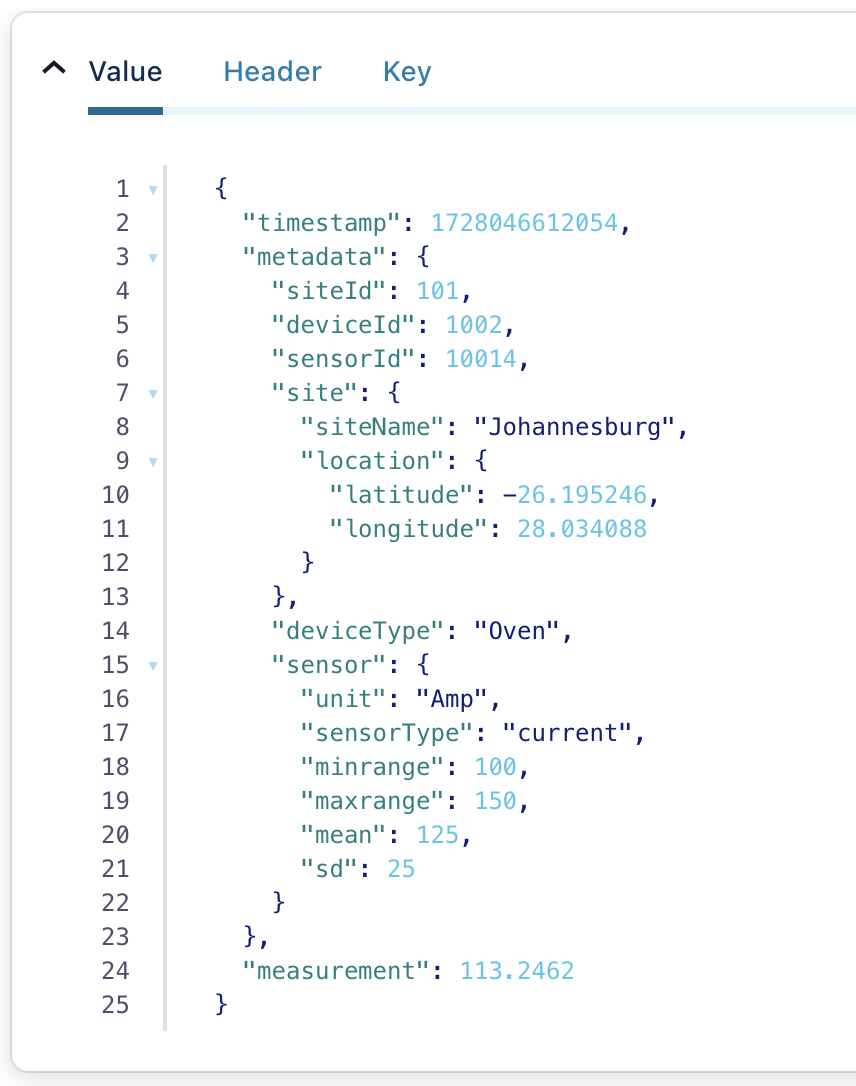 Value Header Key
1 {
2 "timestamp": 1728046612054,
3 "metadata": {
4 "siteId": 101,
5 "deviceId": 1002,
6 "sensorId": 10014,
7 "site": {
8 "siteName": "Johannesburg",
9 "location": {
10 "latitude": -26.195246,
11 "longitude": 28.034088
12 }
13 },
14 "deviceType": "Oven",
15 "sensor": {
16 "unit": "Amp",
17 "sensorType": "current",
18 "minrange": 100,
19 "maxrange": 150,
20 "mean": 125,
21 "sd": 25
22 }
23 },
24 "measurement": 113.2462
25 }